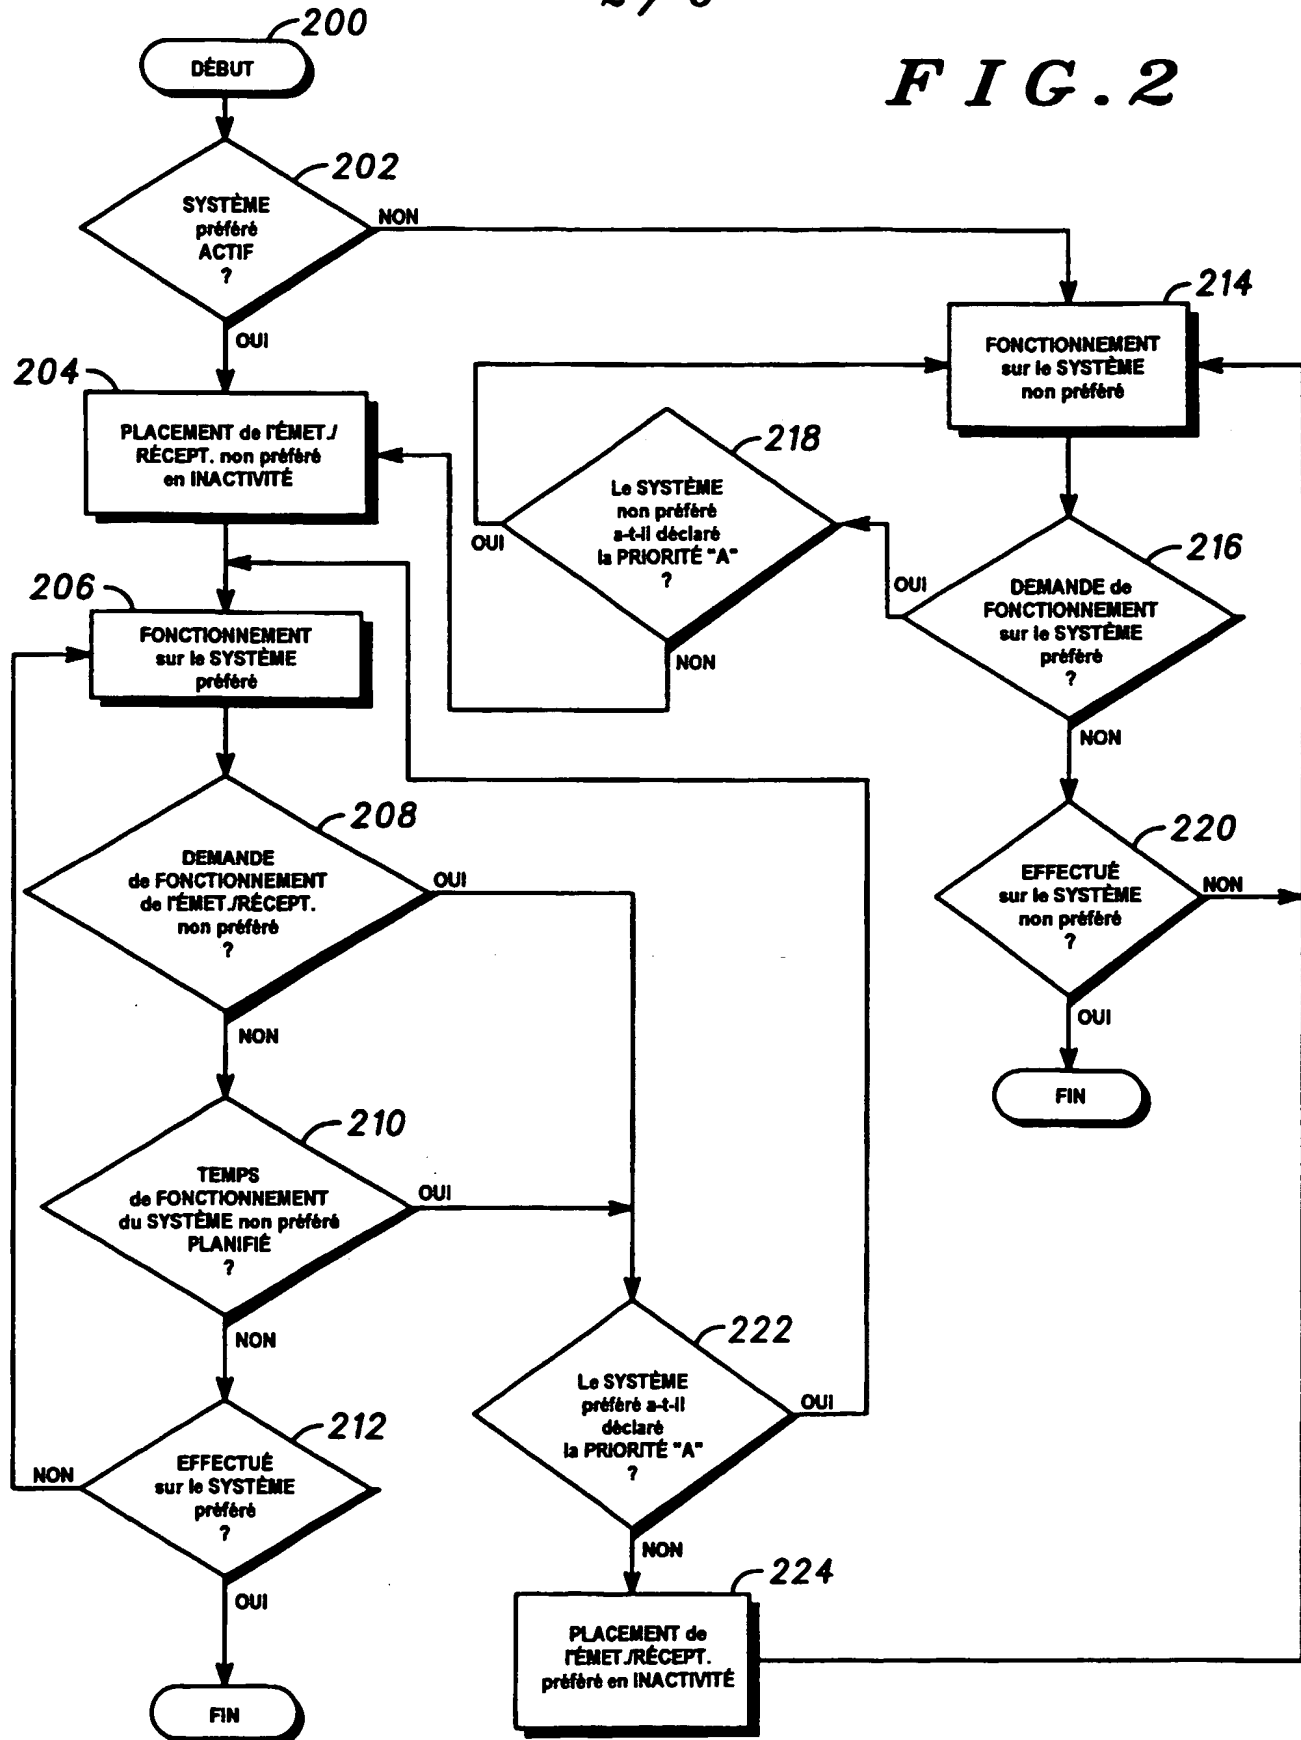 2/6
FIG.2
200
DÉBUT
202
SYSTÈME
préféré
ACTIF
?
NON
OUI
204
PLACEMENT de l'ÉMET./
RÉCEPT. non préféré
en INACTIVITÉ
206
FONCTIONNEMENT
sur le SYSTÈME
préféré
208
DEMANDE
de FONCTIONNEMENT
de l'ÉMET./RÉCEPT.
non préféré
?
OUI
NON
210
TEMPS
de FONCTIONNEMENT
du SYSTÈME non préféré
PLANIFIÉ
?
OUI
NON
212
EFFECTUÉ
sur le SYSTÈME
préféré
?
NON
OUI
FIN
214
FONCTIONNEMENT
sur le SYSTÈME
non préféré
216
DEMANDE de
FONCTIONNEMENT
sur le SYSTÈME
préféré
?
OUI
NON
218
Le SYSTÈME
non préféré
a-t-il déclaré
la PRIORITÉ "A"
?
OUI
NON
220
EFFECTUÉ
sur le SYSTÈME
non préféré
?
NON
OUI
FIN
222
Le SYSTÈME
préféré a-t-il
déclaré
la PRIORITÉ "A"
?
OUI
NON
224
PLACEMENT de
l'ÉMET./RÉCEPT.
préféré en INACTIVITÉ